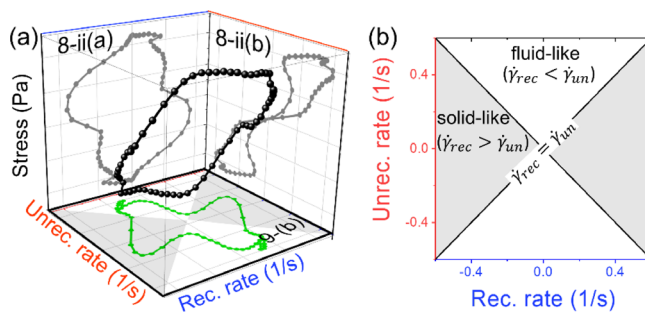 (a)
8-ii(a)
8-ii(b)
Stress (Pa)
Unrec. rate (1/s)
Rec. rate (1/s)
9-(b)
(b)
Unrec. rate (1/s)
0.4
0.0
-0.4
fluid-like
(γ̇rec < γ̇un)
solid-like
(γ̇rec > γ̇un)
γ̇rec = γ̇un
-0.4
0.0
0.4
Rec. rate (1/s)